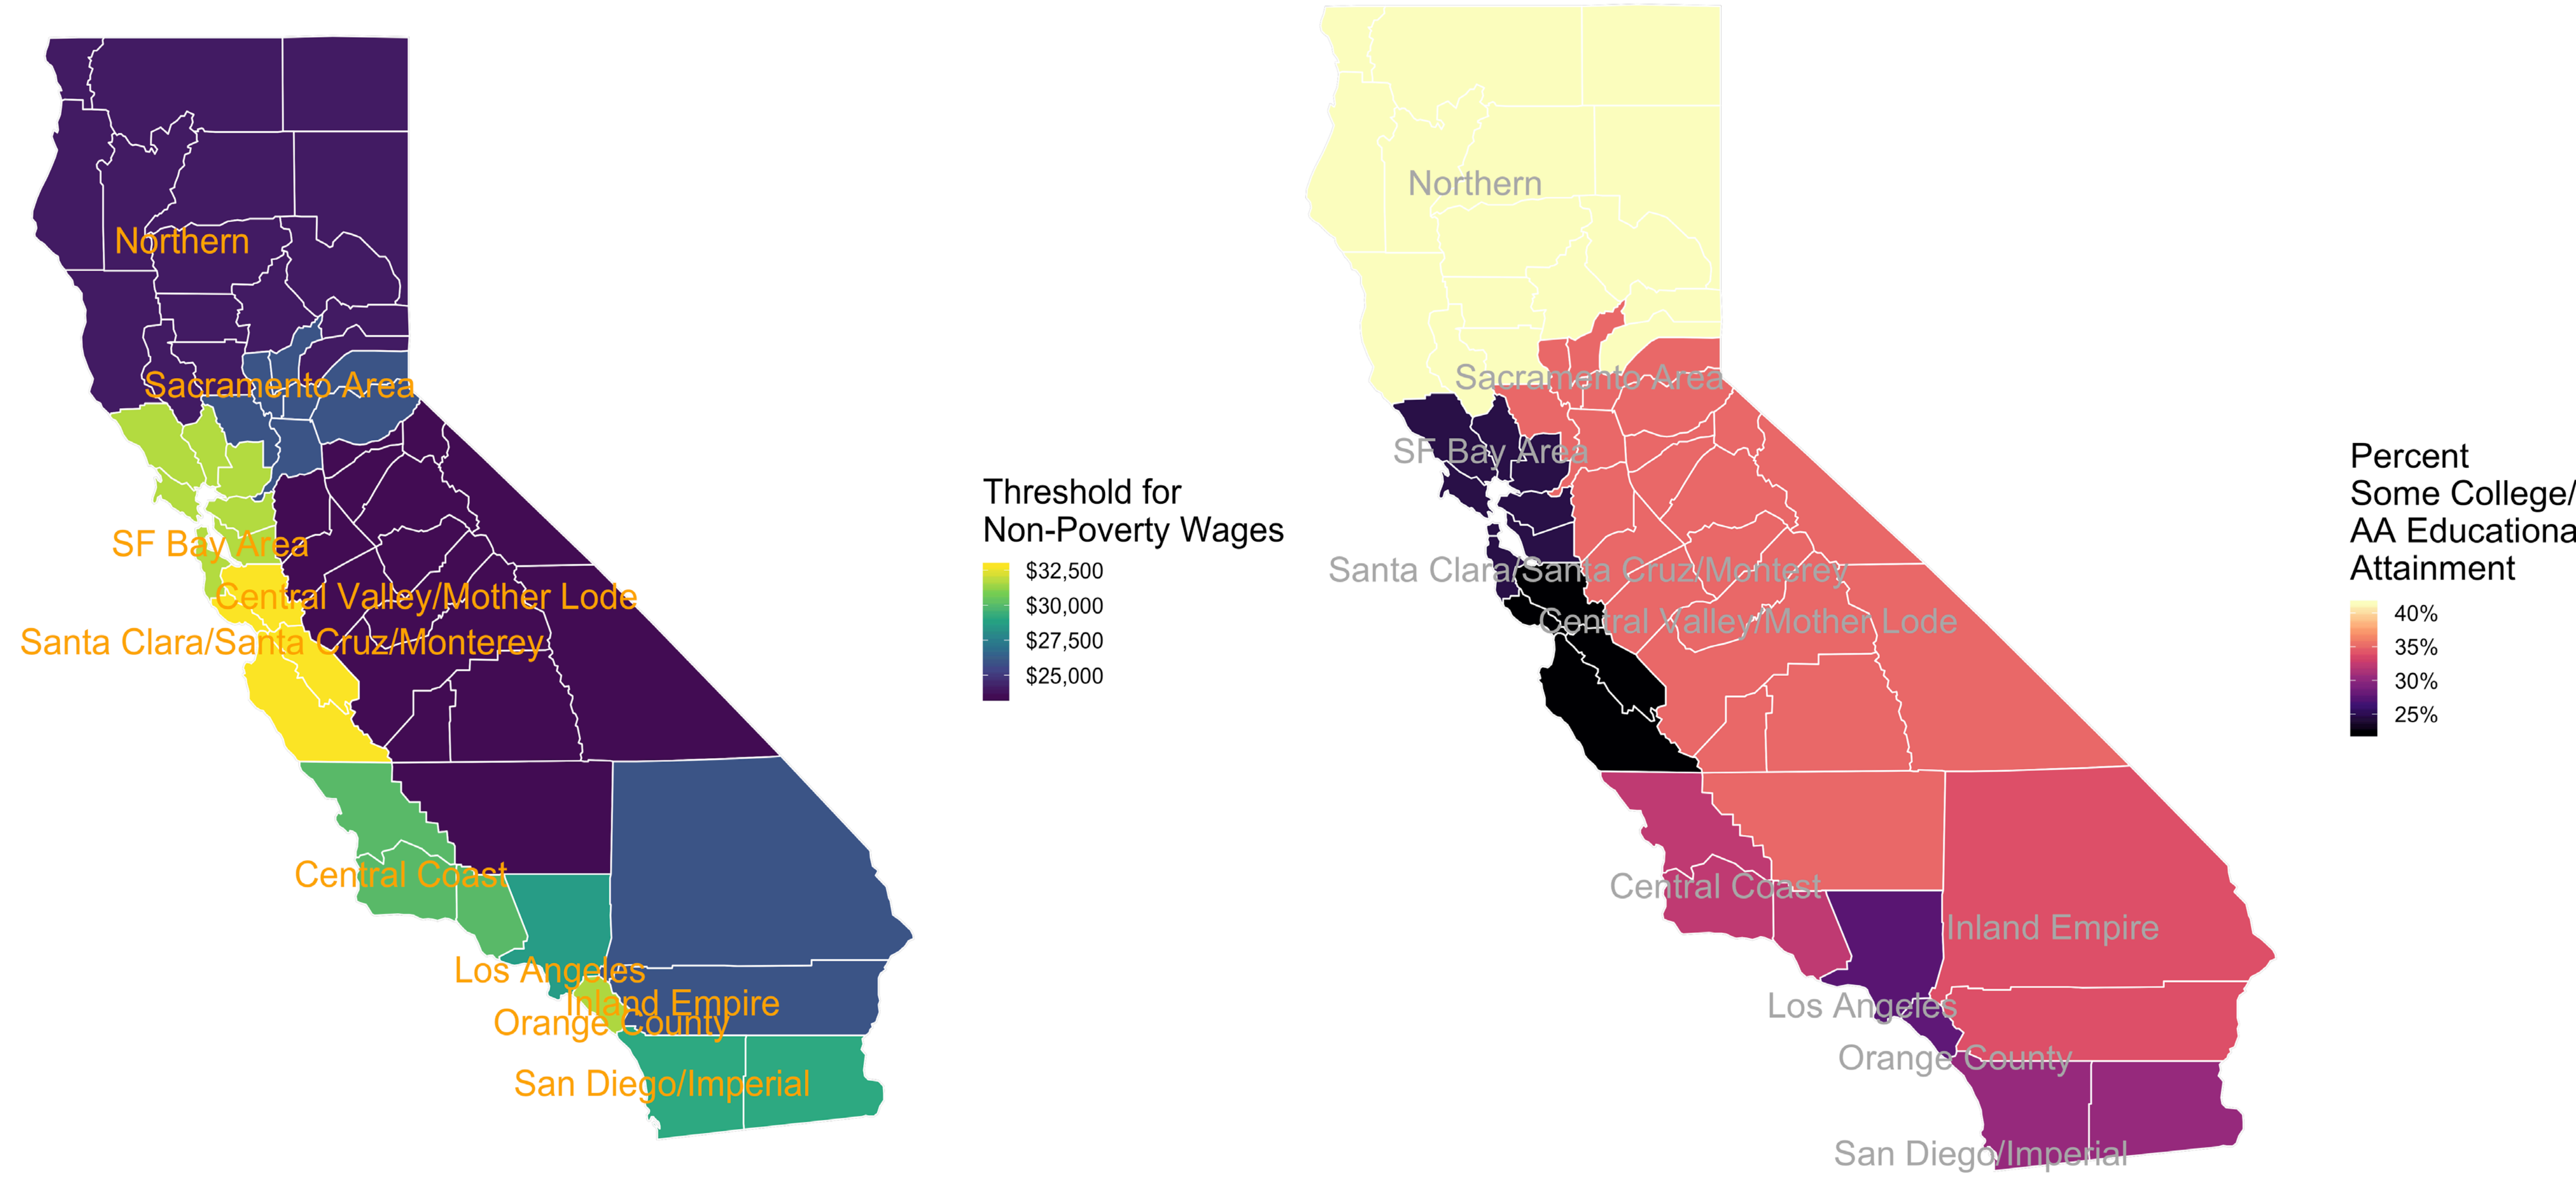 Northern
Sacramento Area
SF Bay Area
Central Valley/Mother Lode
Santa Clara/Santa Cruz/Monterey
Central Coast
Los Angeles
Inland Empire
Orange County
San Diego/Imperial
Threshold for
Non-Poverty Wages
$32,500
$30,000
$27,500
$25,000
Northern
Sacramento Area
SF Bay Area
Santa Clara/Santa Cruz/Monterey
Central Valley/Mother Lode
Central Coast
Inland Empire
Los Angeles
Orange County
San Diego/Imperial
Percent
Some College/
AA Educationa
Attainment
40%
35%
30%
25%